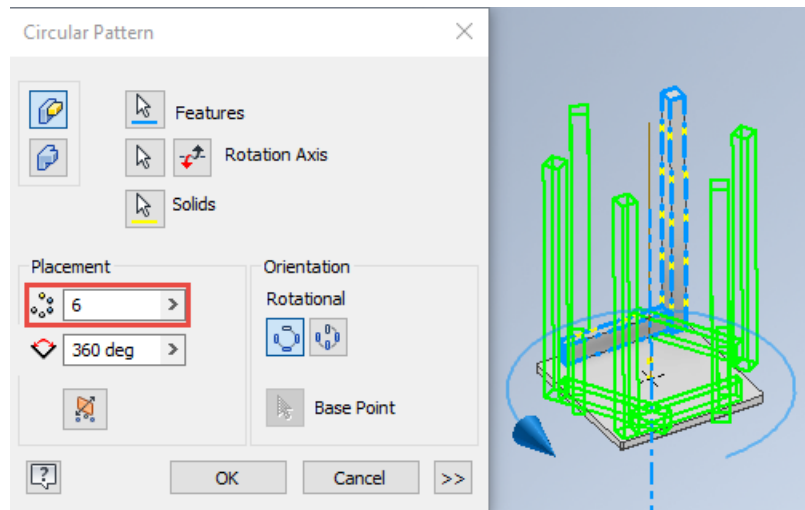 Circular Pattern
Features
Rotation Axis
Solids
Placement
6 >
360 deg >
Orientation
Rotational
Base Point
?
OK
Cancel
>>